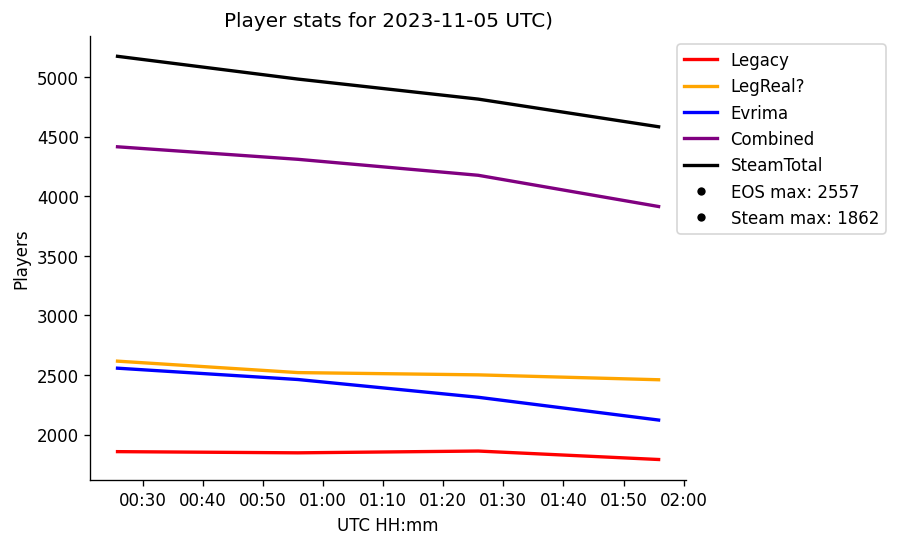 Player stats for 2023-11-05 UTC)
Legacy
LegReal?
Evrima
Combined
SteamTotal
EOS max: 2557
Steam max: 1862
Players
5000
4500
4000
3500
3000
2500
2000
00:30 00:40 00:50 01:00 01:10 01:20 01:30 01:40 01:50 02:00
UTC HH:mm